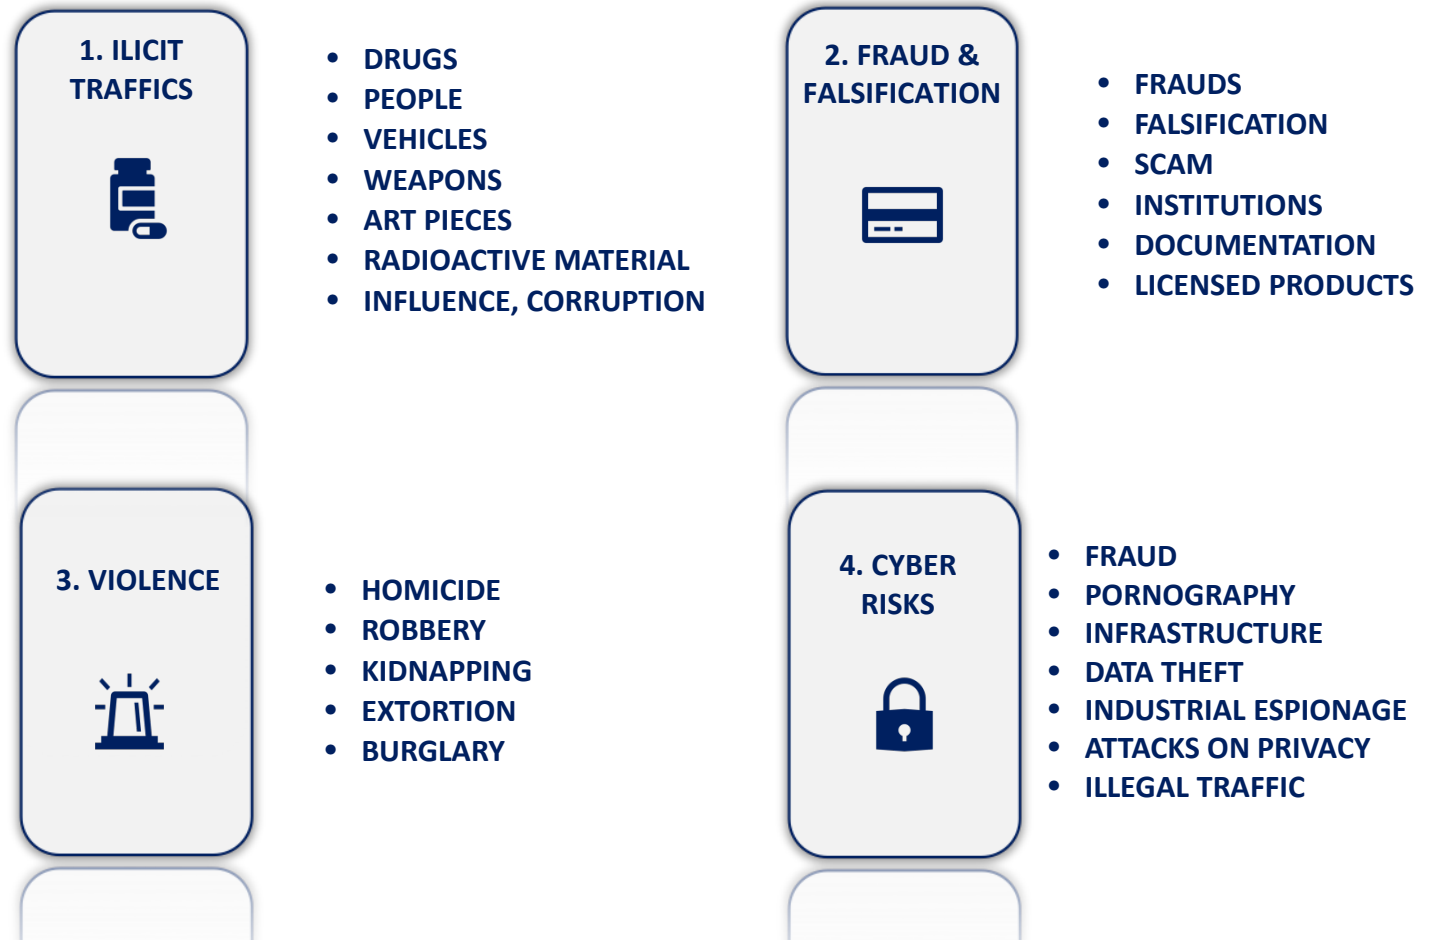 1. ILICIT
TRAFFICS
• DRUGS
• PEOPLE
• VEHICLES
• WEAPONS
• ART PIECES
• RADIOACTIVE MATERIAL
• INFLUENCE, CORRUPTION
2. FRAUD &
FALSIFICATION
• FRAUDS
• FALSIFICATION
• SCAM
• INSTITUTIONS
• DOCUMENTATION
• LICENSED PRODUCTS
3. VIOLENCE
• HOMICIDE
• ROBBERY
• KIDNAPPING
• EXTORTION
• BURGLARY
4. CYBER
RISKS
• FRAUD
• PORNOGRAPHY
• INFRASTRUCTURE
• DATA THEFT
• INDUSTRIAL ESPIONAGE
• ATTACKS ON PRIVACY
• ILLEGAL TRAFFIC